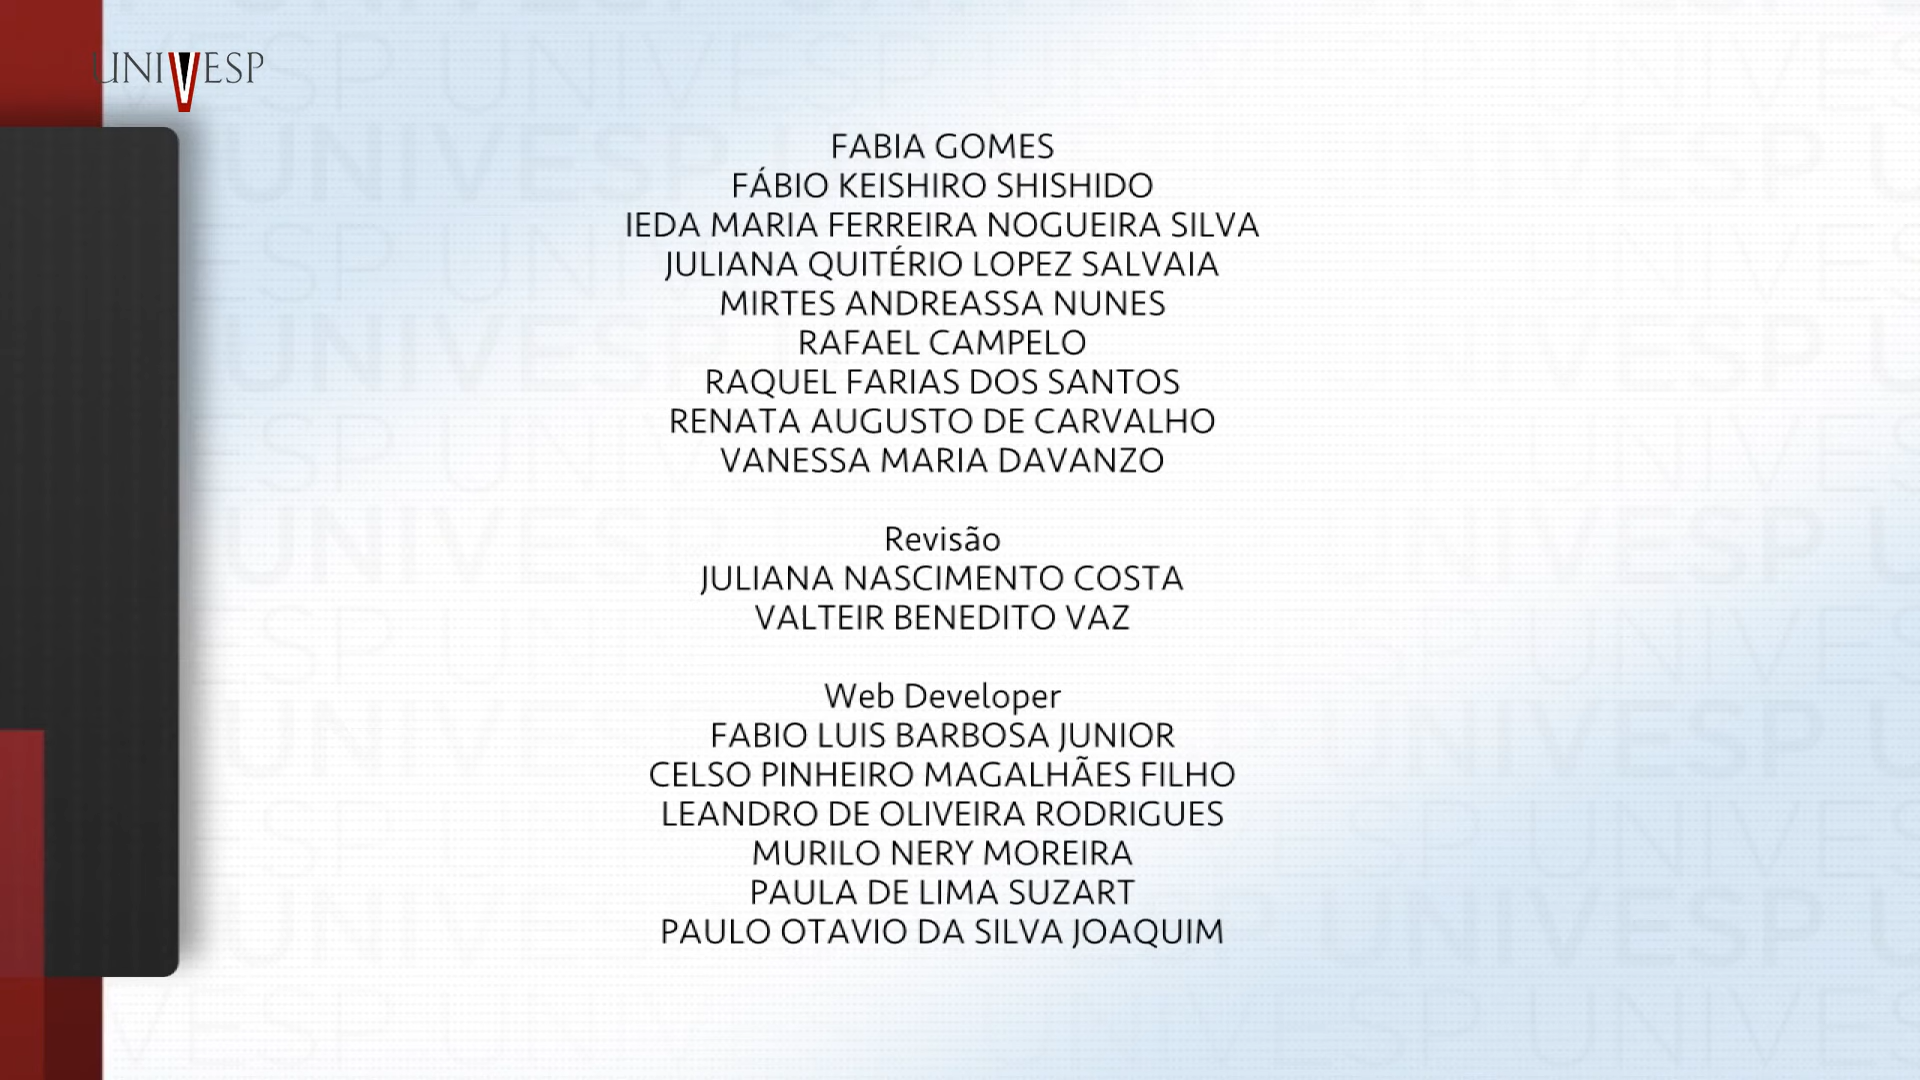 UNIVESP
FABIA GOMES
FÁBIO KEISHIRO SHISHIDO
IEDA MARIA FERREIRA NOGUEIRA SILVA
JULIANA QUITÉRIO LOPEZ SALVAIA
MIRTES ANDREASSA NUNES
RAFAEL CAMPELO
RAQUEL FARIAS DOS SANTOS
RENATA AUGUSTO DE CARVALHO
VANESSA MARIA DAVANZO
Revisão
JULIANA NASCIMENTO COSTA
VALTEIR BENEDITO VAZ
Web Developer
FABIO LUIS BARBOSA JUNIOR
CELSO PINHEIRO MAGALHÃES FILHO
LEANDRO DE OLIVEIRA RODRIGUES
MURILO NERY MOREIRA
PAULA DE LIMA SUZART
PAULO OTAVIO DA SILVA JOAQUIM